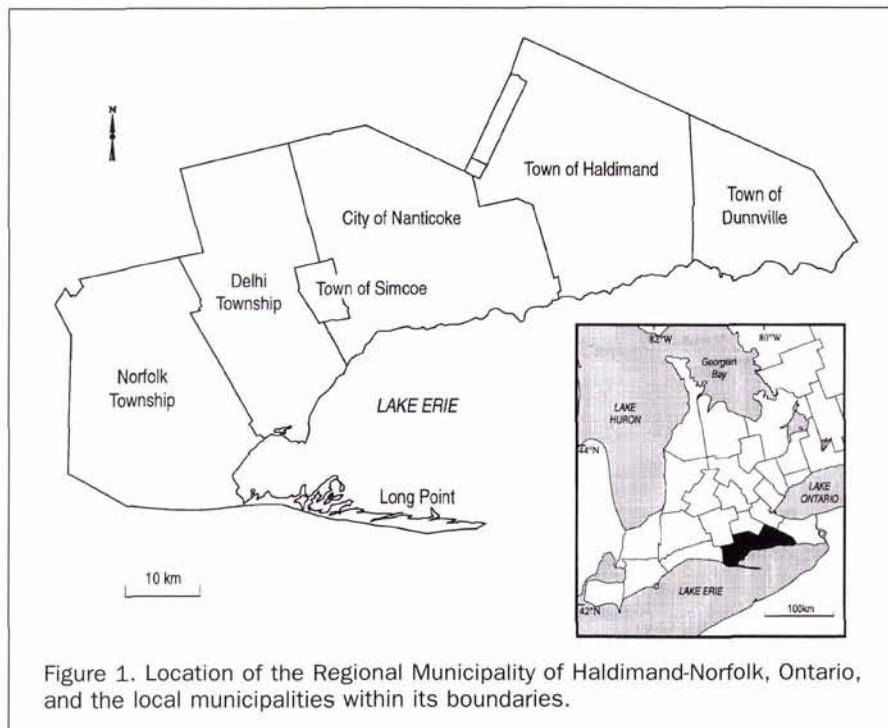 N
Town of Haldimand
Town of
Dunnville
City of Nanticoke
Delhi
Township
Town of Simcoe
Norfolk
Township
LAKE ERIE
Long Point
10 km
82°W
80°W
Georgian
Bay
LAKE
HURON
44°N
LAKE
ONTARIO
LAKE ERIE
42°N
100km
Figure 1. Location of the Regional Municipality of Haldimand-Norfolk, Ontario,
and the local municipalities within its boundaries.